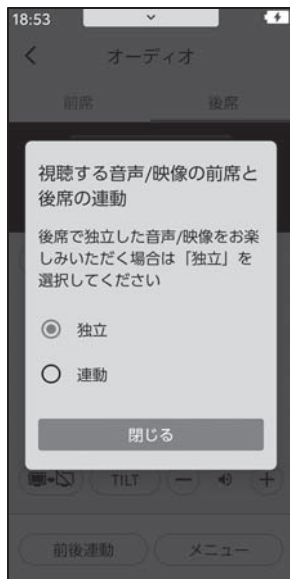 18:53
オーディオ
前席 後席
視聴する音声/映像の前席と
後席の連動
後席で独立した音声/映像をお楽
しみいただく場合は「独立」を
選択してください
独立
連動
閉じる
TILT
前後連動 メニュー